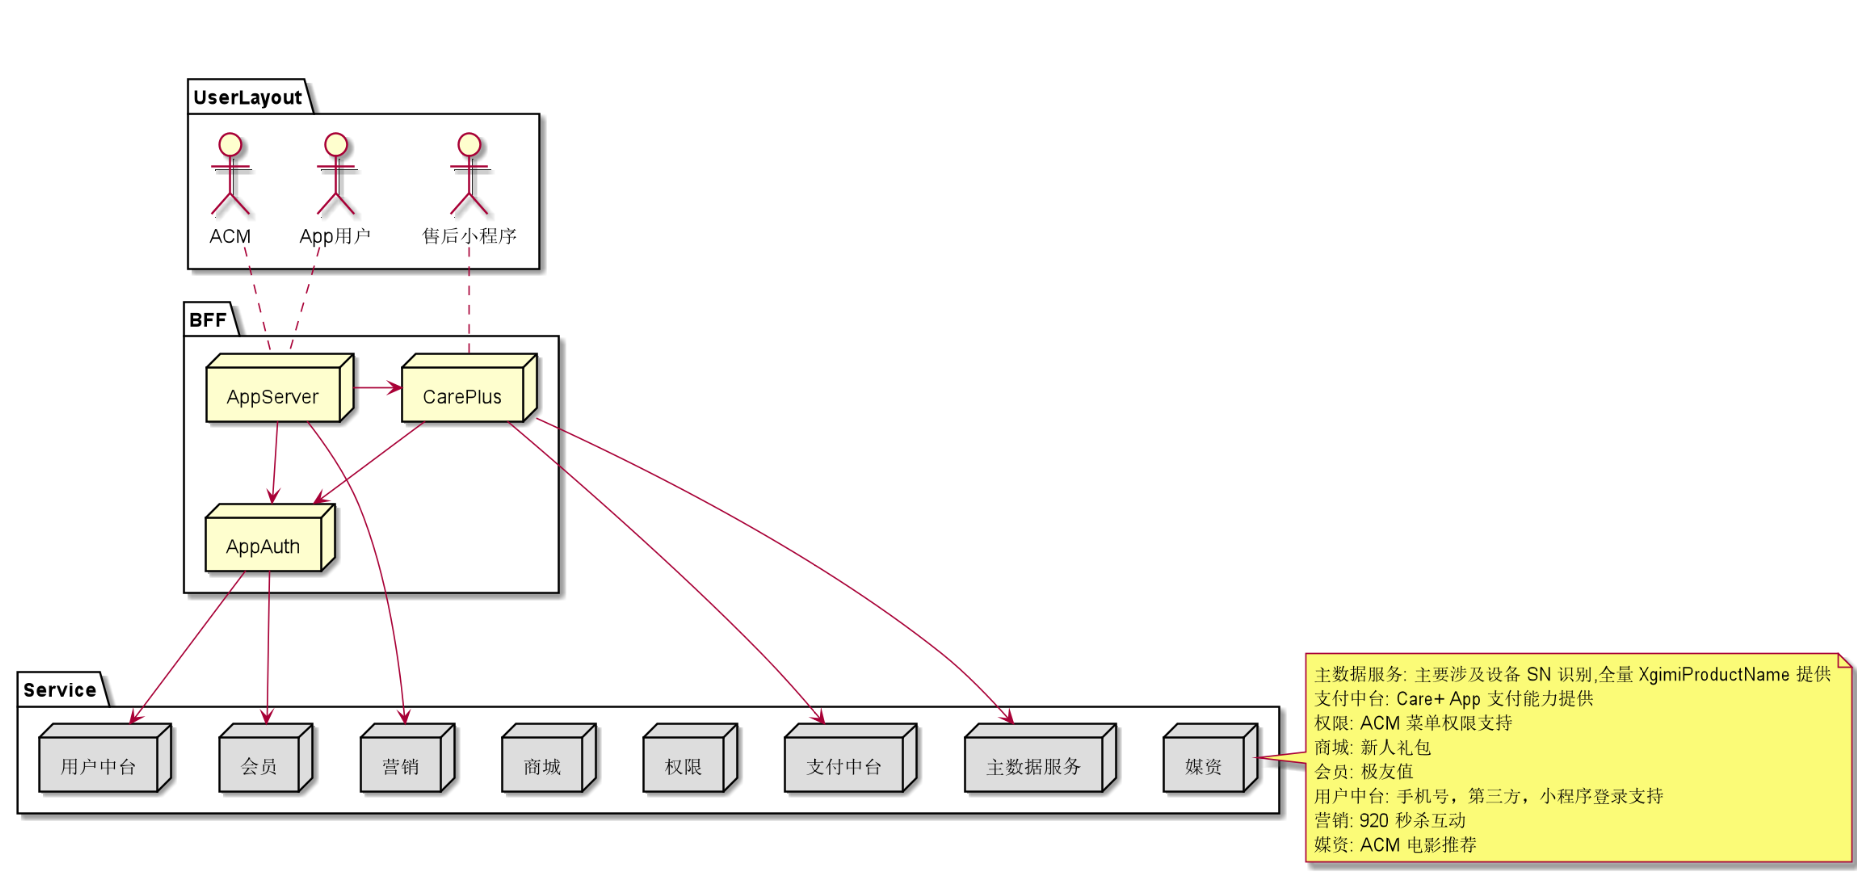 UserLayout
ACM
App用户
售后小程序
BFF
AppServer
CarePlus
AppAuth
Service
用户中台
会员
营销
商城
权限
支付中台
主数据服务
媒资
主数据服务: 主要涉及设备 SN 识别,全量 XgimiProductName 提供
支付中台: Care+ App 支付能力提供
权限: ACM 菜单权限支持
商城: 新人礼包
会员: 极友值
用户中台: 手机号，第三方，小程序登录支持
营销: 920 秒杀互动
媒资: ACM 电影推荐